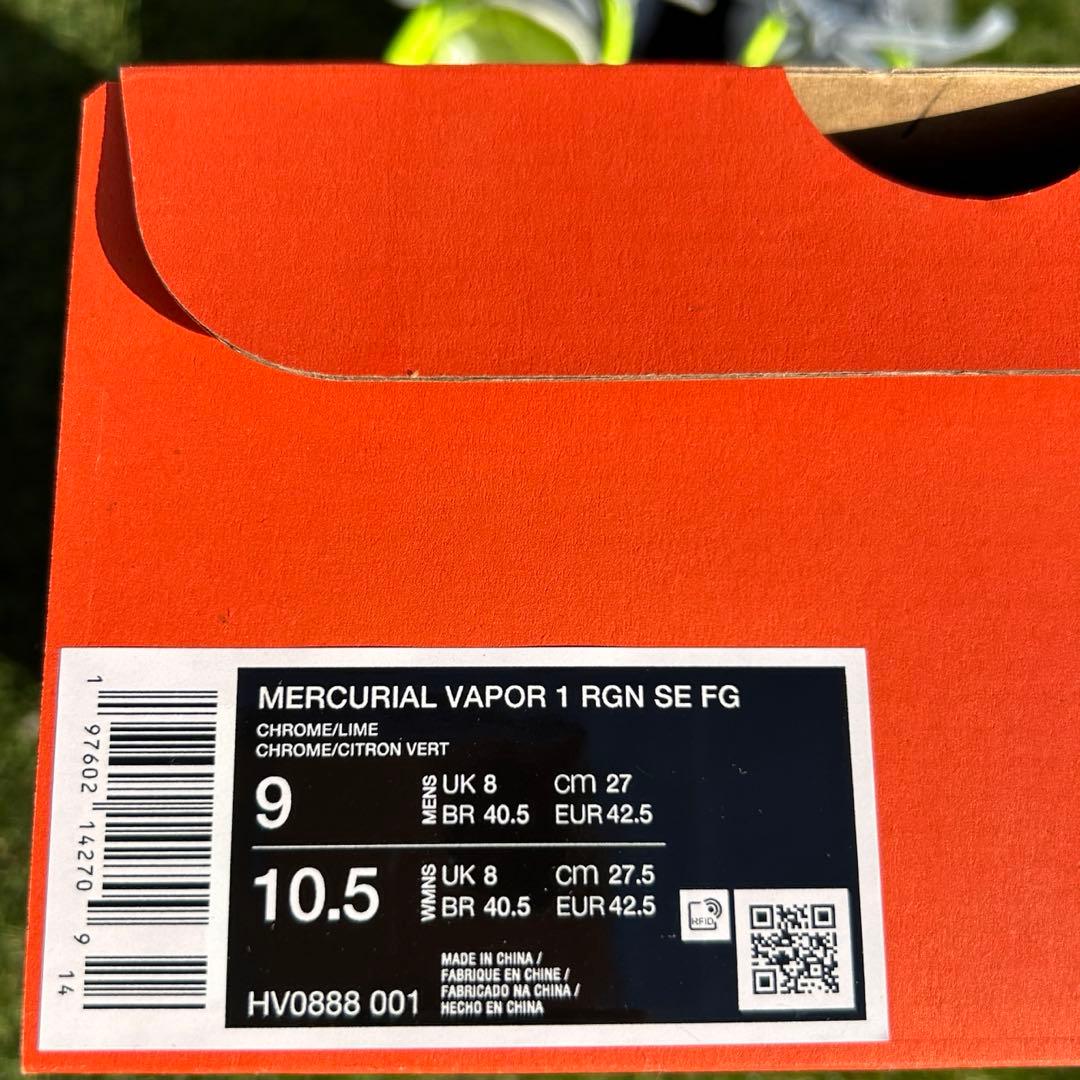 MERCURIAL VAPOR 1 RGN SE FG
CHROME/LIME
CHROME/CITRON VERT
9 MENS UK 8 CM 27
BR 40.5 EUR 42.5
10.5 WMNS UK 8 CM 27.5
BR 40.5 EUR 42.5
RFID
MADE IN CHINA /
FABRIQUE EN CHINE /
FABRICADO NA CHINA /
HECHO EN CHINA
HV0888 001
1 97602 14270 9 14